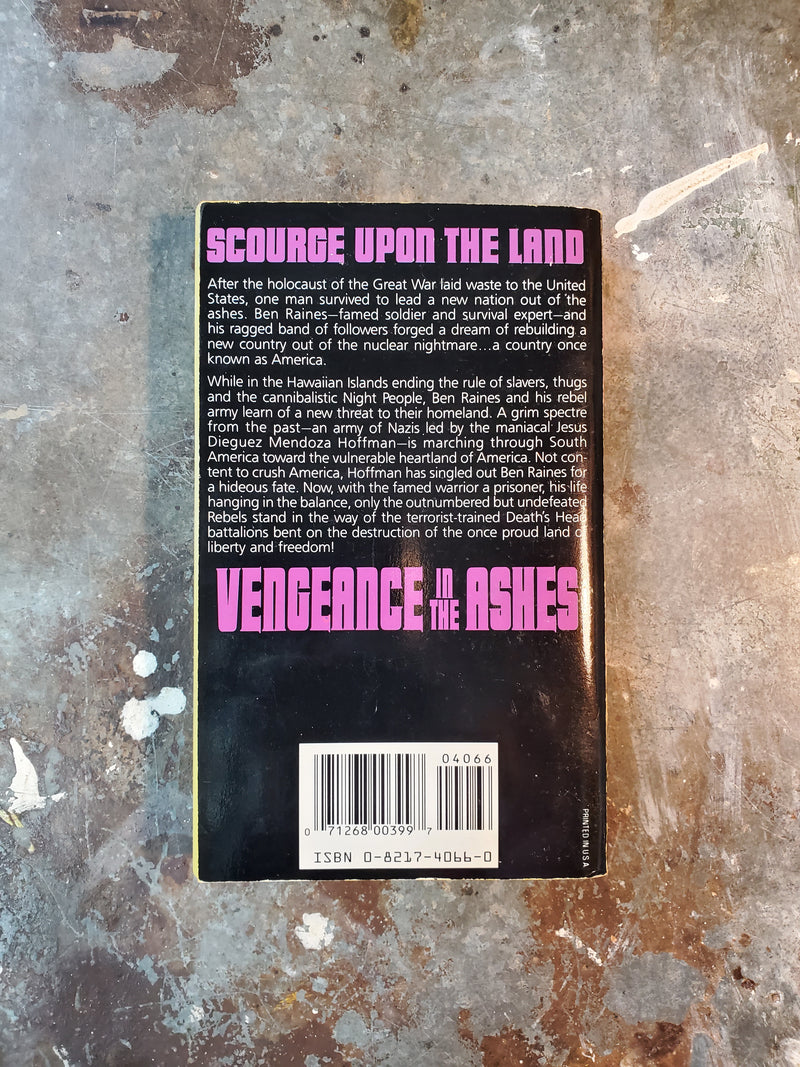 SCOURGE UPON THE LAND
After the holocaust of the Great War laid waste to the United
States, one man survived to lead a new nation out of the
ashes. Ben Raines—famed soldier and survival expert—and
his ragged band of followers forged a dream of rebuilding a
new country out of the nuclear nightmare...a country once
known as America.
While in the Hawaiian Islands ending the rule of slavers, thugs
and the cannibalistic Night People, Ben Raines and his rebel
army learn of a new threat to their homeland. A grim spectre
from the past—an army of Nazis led by the maniacal Jesus
Dieguez Mendoza Hoffman—is marching through South
America toward the vulnerable heartland of America. Not con-
tent to crush America, Hoffman has singled out Ben Raines for
a hideous fate. Now, with the famed warrior a prisoner, his life
hanging in the balance, only the outnumbered but undefeated
Rebels stand in the way of the terrorist-trained Death's Head
battalions bent on the destruction of the once proud land of
liberty and freedom!
VENGEANCE IN THE ASHES
04066
0 71268 00399 7
ISBN 0-8217-4066-0
PRINTED IN U.S.A.